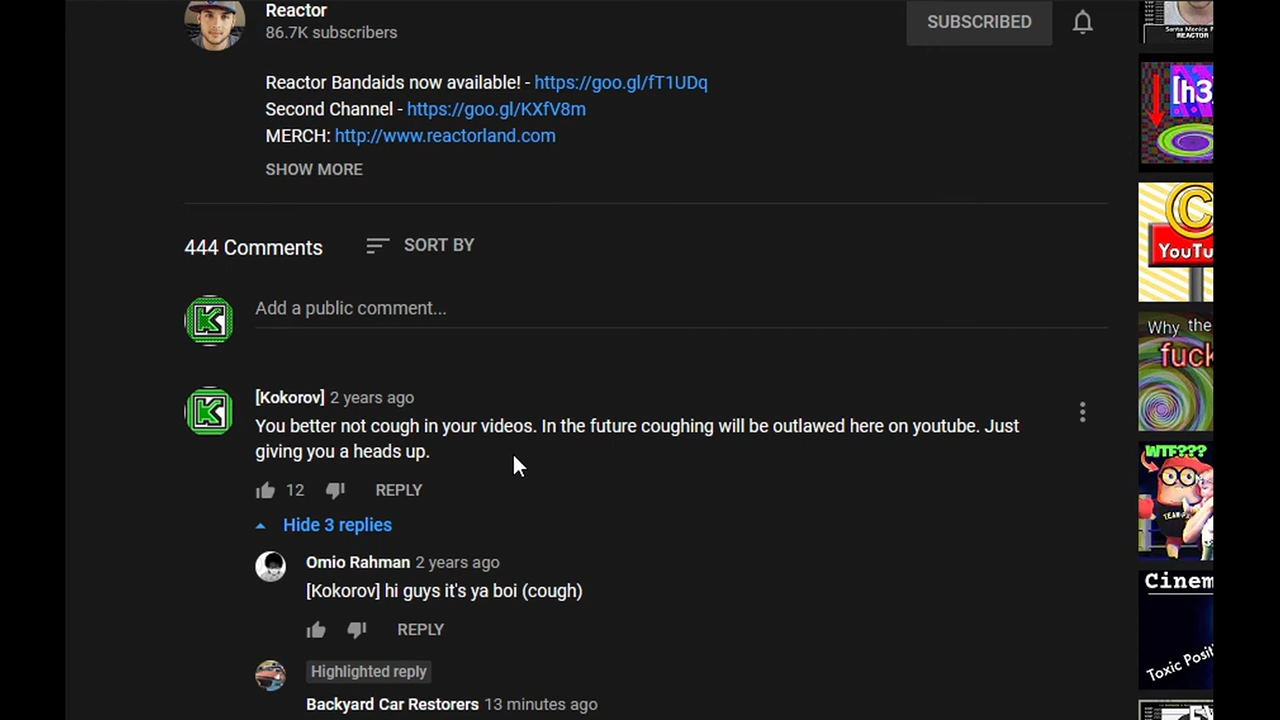 Reactor
86.7K subscribers
SUBSCRIBED
Santa Monica
REACTOR
Reactor Bandaids now available! - https://goo.gl/fT1UDq
Second Channel - https://goo.gl/KXfV8m
MERCH: http://www.reactorland.com
SHOW MORE
[h3
444 Comments
SORT BY
YouTu
K
Add a public comment...
Why the
fuck
K
[Kokorov] 2 years ago
You better not cough in your videos. In the future coughing will be outlawed here on youtube. Just
giving you a heads up.
12
REPLY
WTF???
Hide 3 replies
Omio Rahman 2 years ago
[Kokorov] hi guys it's ya boi (cough)
REPLY
Cinem
Toxic Posit
Highlighted reply
Backyard Car Restorers 13 minutes ago